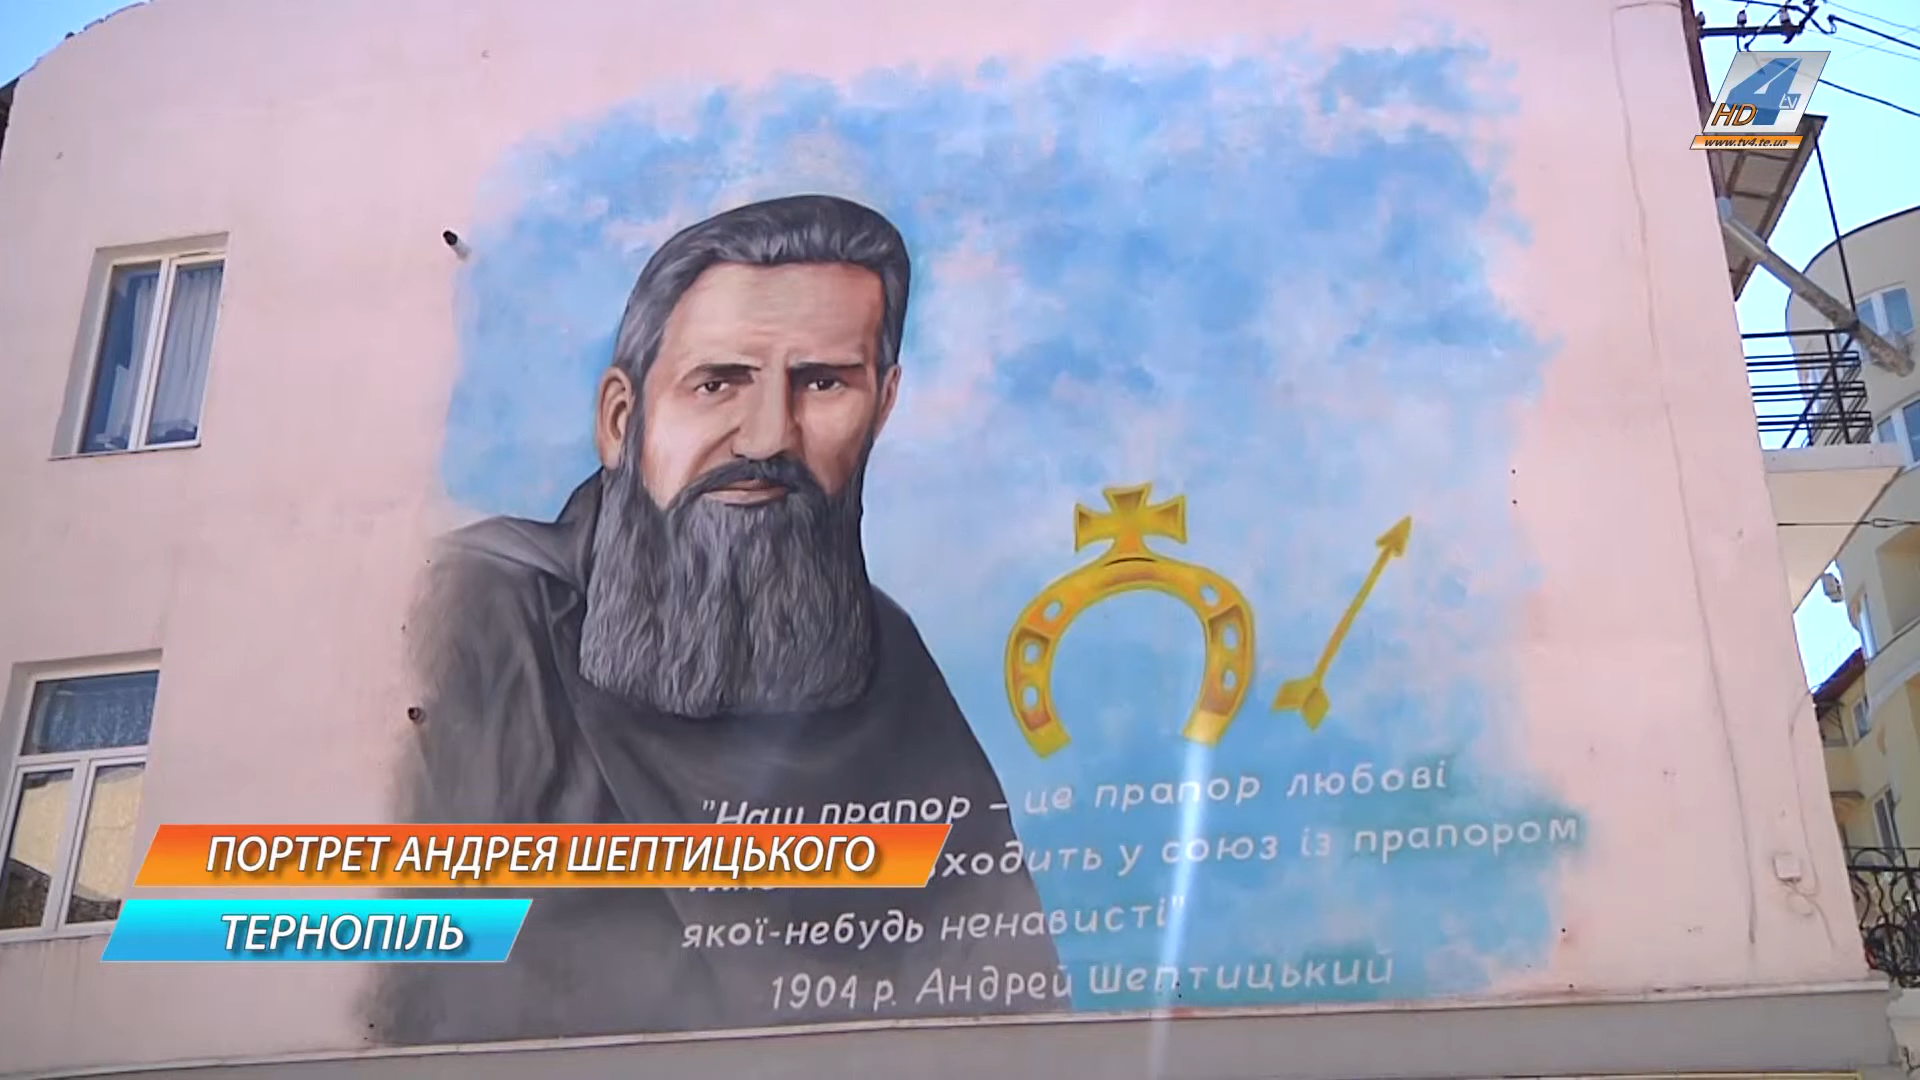 4
tv
HD
www.tv4.te.ua
"Наш прапор – це прапор любові
ходить у союз із прапором
якої-небудь ненависті"
1904 р. Андрей Шептицький
ПОРТРЕТ АНДРЕЯ ШЕПТИЦЬКОГО
ТЕРНОПІЛЬ